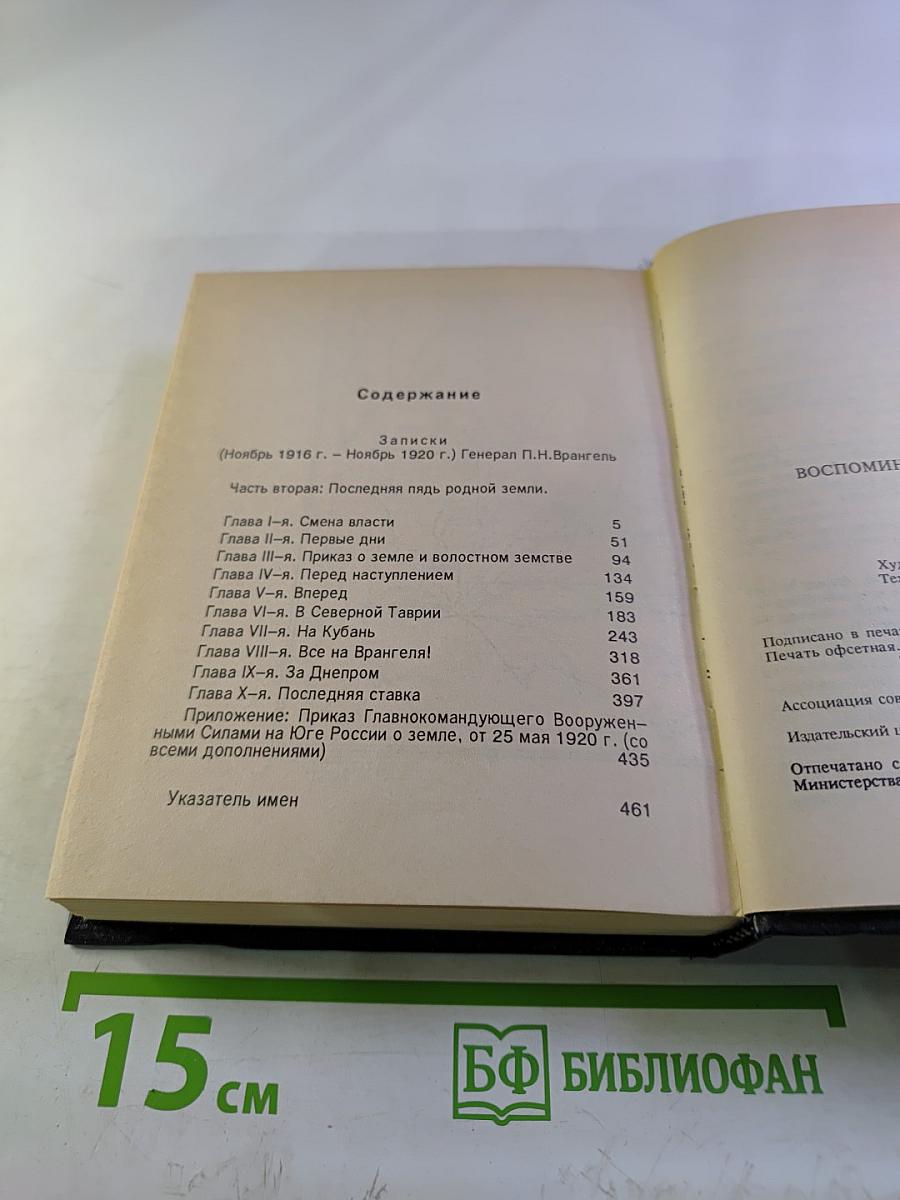 Содержание
Записки
(Ноябрь 1916 г. – Ноябрь 1920 г.) Генерал П.Н.Врангель
Часть вторая: Последняя пядь родной земли.
Глава I–я. Смена власти 5
Глава II–я. Первые дни 51
Глава III–я. Приказ о земле и волостном земстве 94
Глава IV–я. Перед наступлением 134
Глава V–я. Вперед 159
Глава VI–я. В Северной Таврии 183
Глава VII–я. На Кубань 243
Глава VIII–я. Все на Врангеля! 318
Глава IX–я. За Днепром 361
Глава X–я. Последняя ставка 397
Приложение: Приказ Главнокомандующего Вооружен–
ными Силами на Юге России о земле, от 25 мая 1920 г. (со
всеми дополнениями) 435
Указатель имен 461
ВОСПОМИН
Худ
Тех
Подписано в печат
Печать офсетная.
Ассоциация сов
Издательский ц
Отпечатано с
Министерства
15 см
БФ БИБЛИОФАН